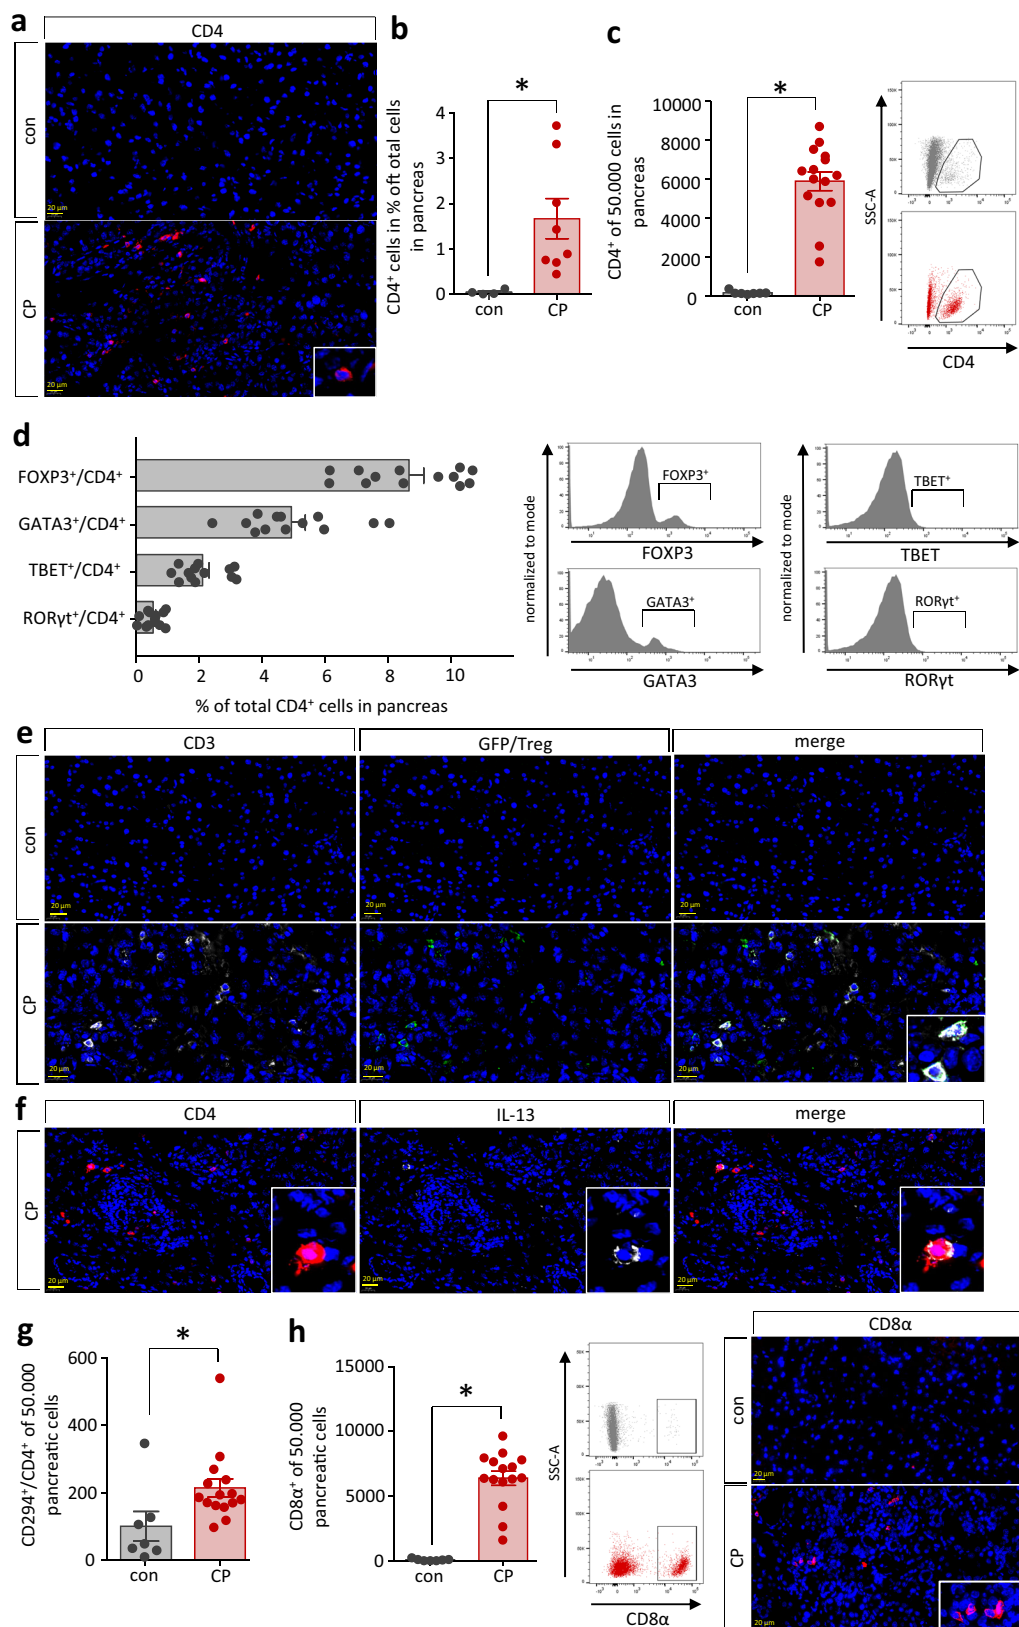 a
CD4
con
20 µm
CP
20 µm
b
*
CD4⁺ cells in % oft otal cells
in pancreas
4
3
2
1
0
con
CP
c
*
CD4⁺ of 50.000 cells in
pancreas
10000
8000
6000
4000
2000
0
con
CP
SSC-A
CD4
d
FOXP3⁺/CD4⁺
GATA3⁺/CD4⁺
TBET⁺/CD4⁺
RORγt⁺/CD4⁺
0 2 4 6 8 10
% of total CD4⁺ cells in pancreas
normalized to mode
FOXP3⁺
FOXP3
GATA3⁺
GATA3
normalized to mode
TBET⁺
TBET
RORγt⁺
RORγt
e
CD3
GFP/Treg
merge
con
20 µm
20 µm
20 µm
CP
20 µm
20 µm
20 µm
f
CD4
IL-13
merge
CP
20 µm
20 µm
20 µm
g
*
CD294⁺/CD4⁺ of 50.000
pancreatic cells
600
400
200
0
con
CP
h
*
CD8α⁺ of 50.000
pancreatic cells
15000
10000
5000
0
con
CP
SSC-A
CD8α
CD8α
con
20 µm
CP
20 µm